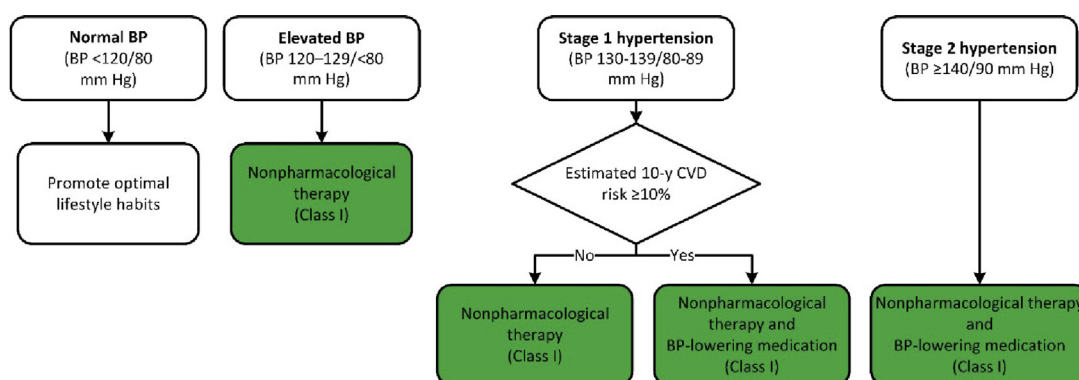 Normal BP
(BP <120/80
mm Hg)
Elevated BP
(BP 120–129/<80
mm Hg)
Stage 1 hypertension
(BP 130-139/80-89
mm Hg)
Stage 2 hypertension
(BP ≥140/90 mm Hg)
Promote optimal
lifestyle habits
Nonpharmacological
therapy
(Class I)
Estimated 10-y CVD
risk ≥10%
No
Yes
Nonpharmacological
therapy
(Class I)
Nonpharmacological
therapy and
BP-lowering medication
(Class I)
Nonpharmacological therapy
and
BP-lowering medication
(Class I)